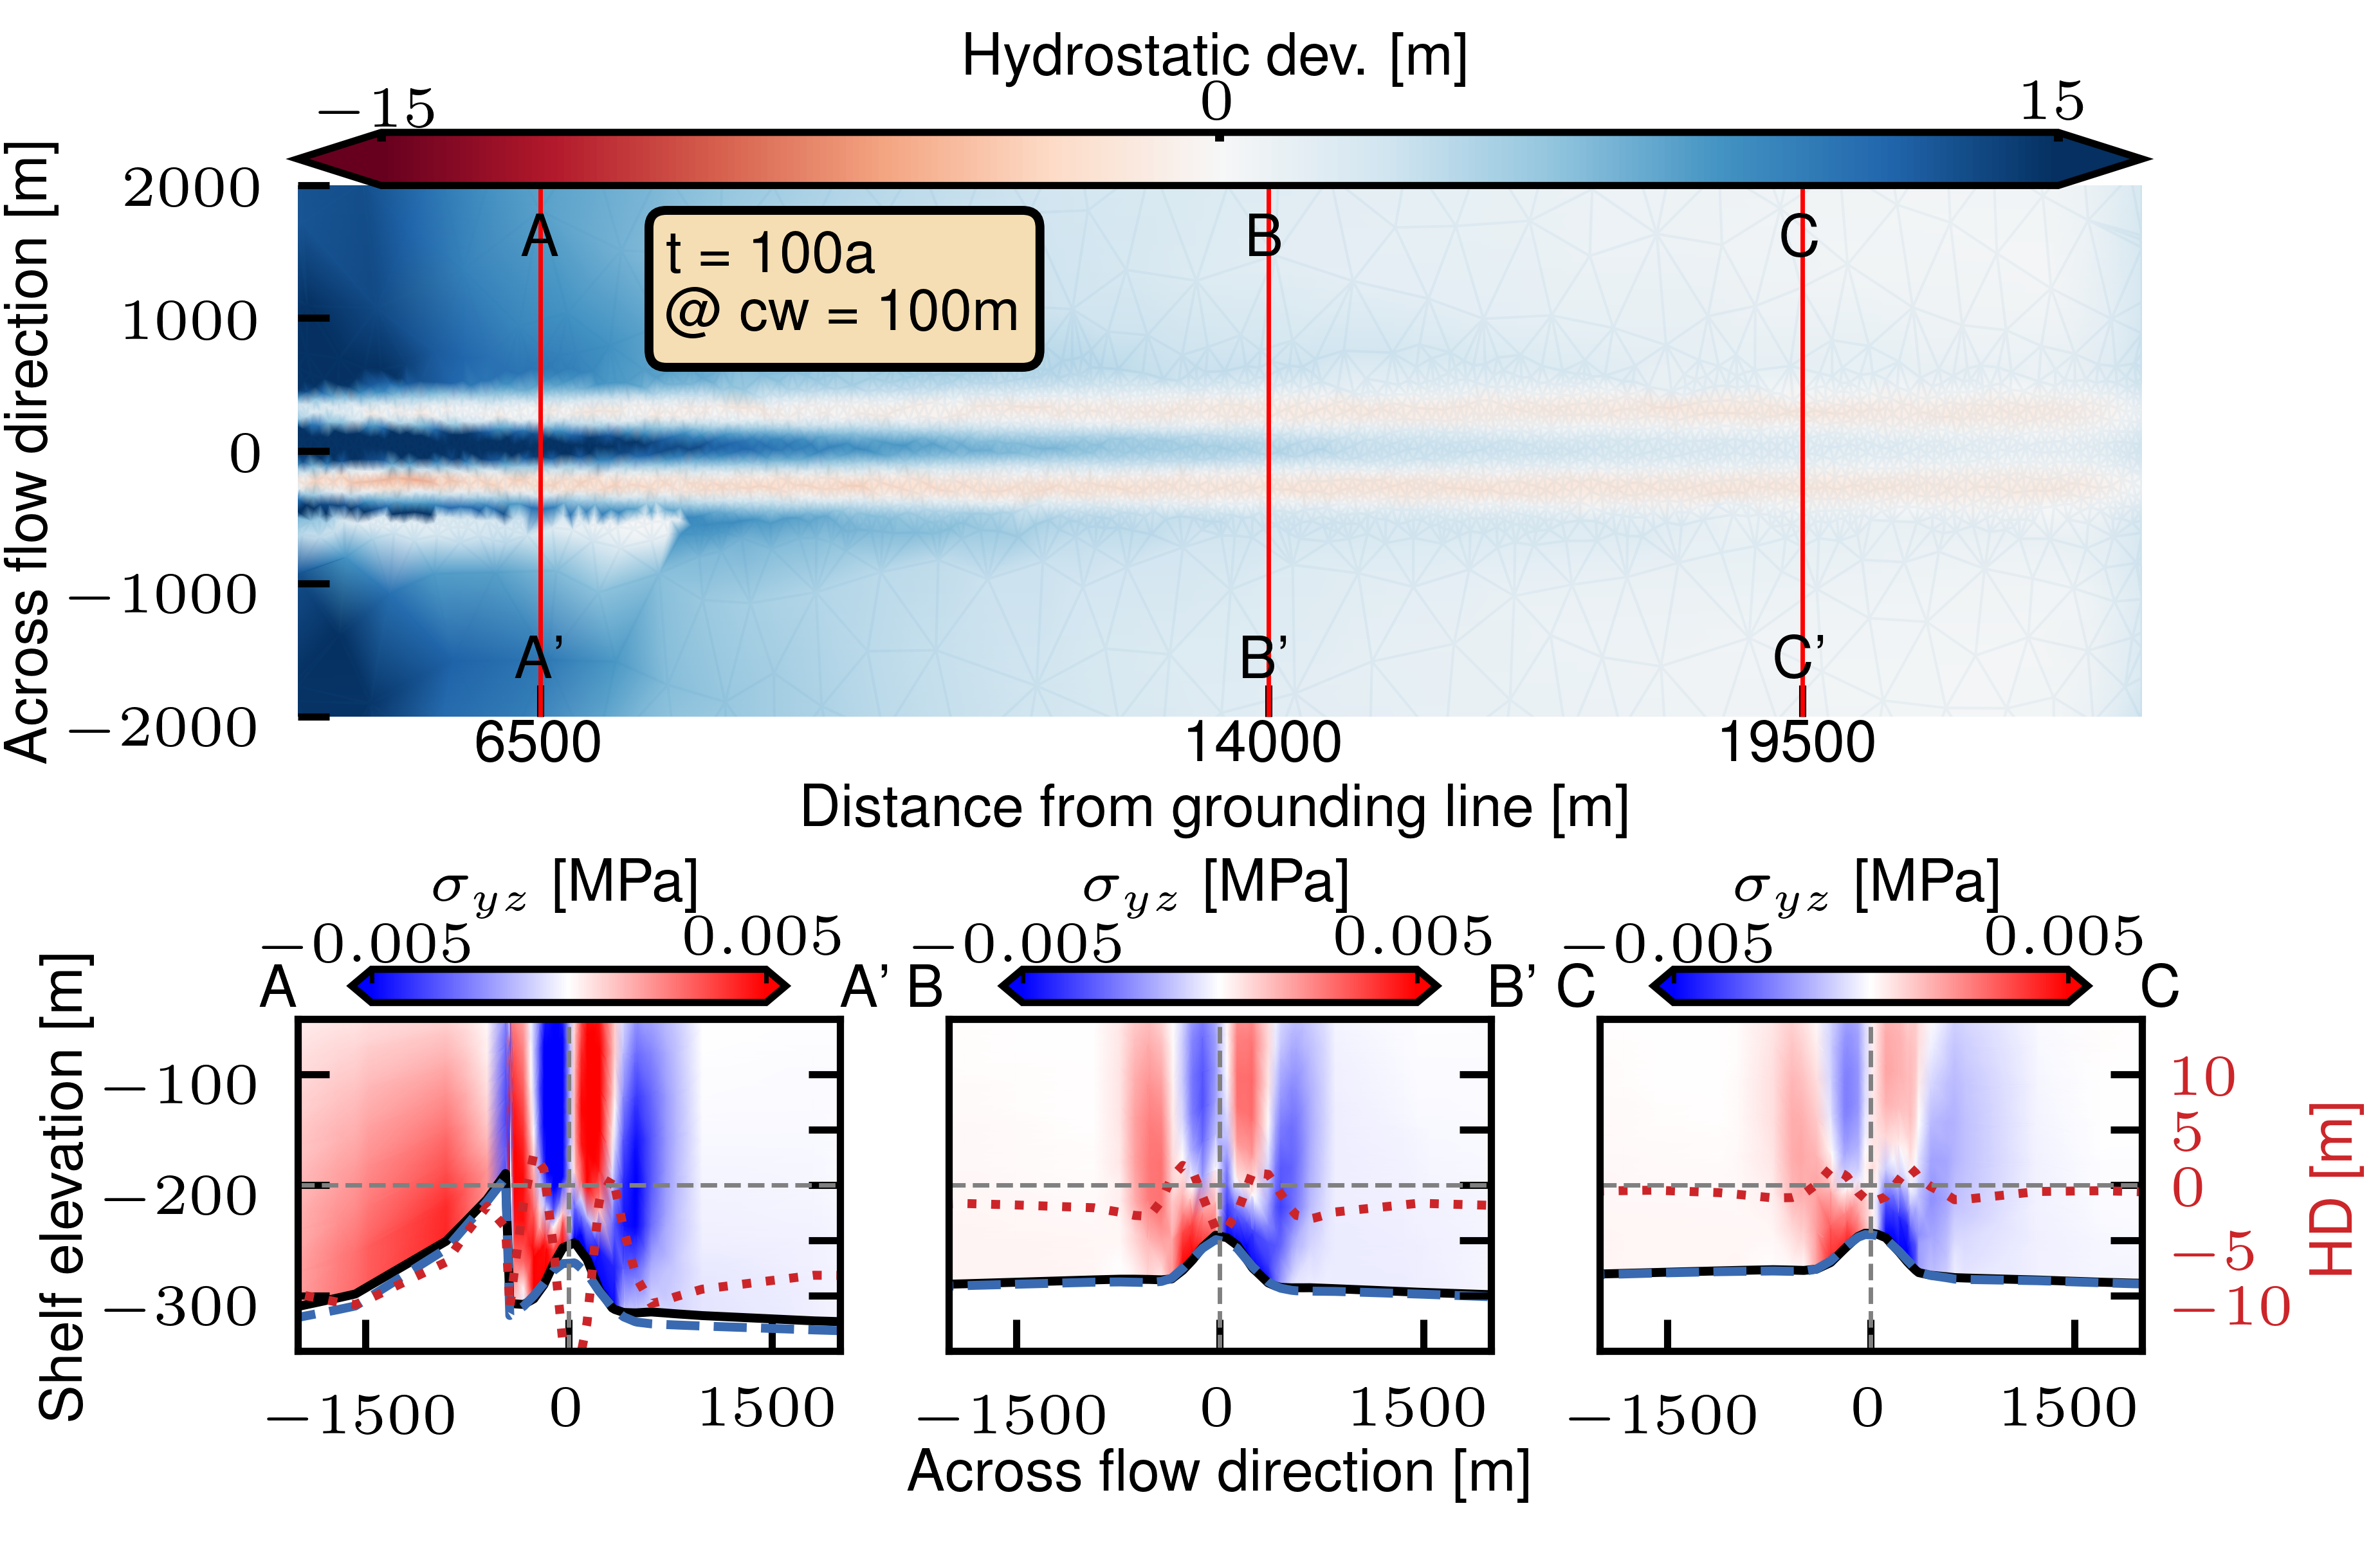 Hydrostatic dev. [m]
−15 0 15
Across flow direction [m]
2000
1000
0
−1000
−2000
A B C
t = 100a
@ cw = 100m
A’ B’ C’
6500 14000 19500
Distance from grounding line [m]
σyz [MPa] σyz [MPa] σyz [MPa]
−0.005 0.005 −0.005 0.005 −0.005 0.005
A A’ B B’ C C
Shelf elevation [m]
−100
−200
−300
10
5
0
−5
−10
HD [m]
−1500 0 1500 −1500 0 1500 −1500 0 1500
Across flow direction [m]